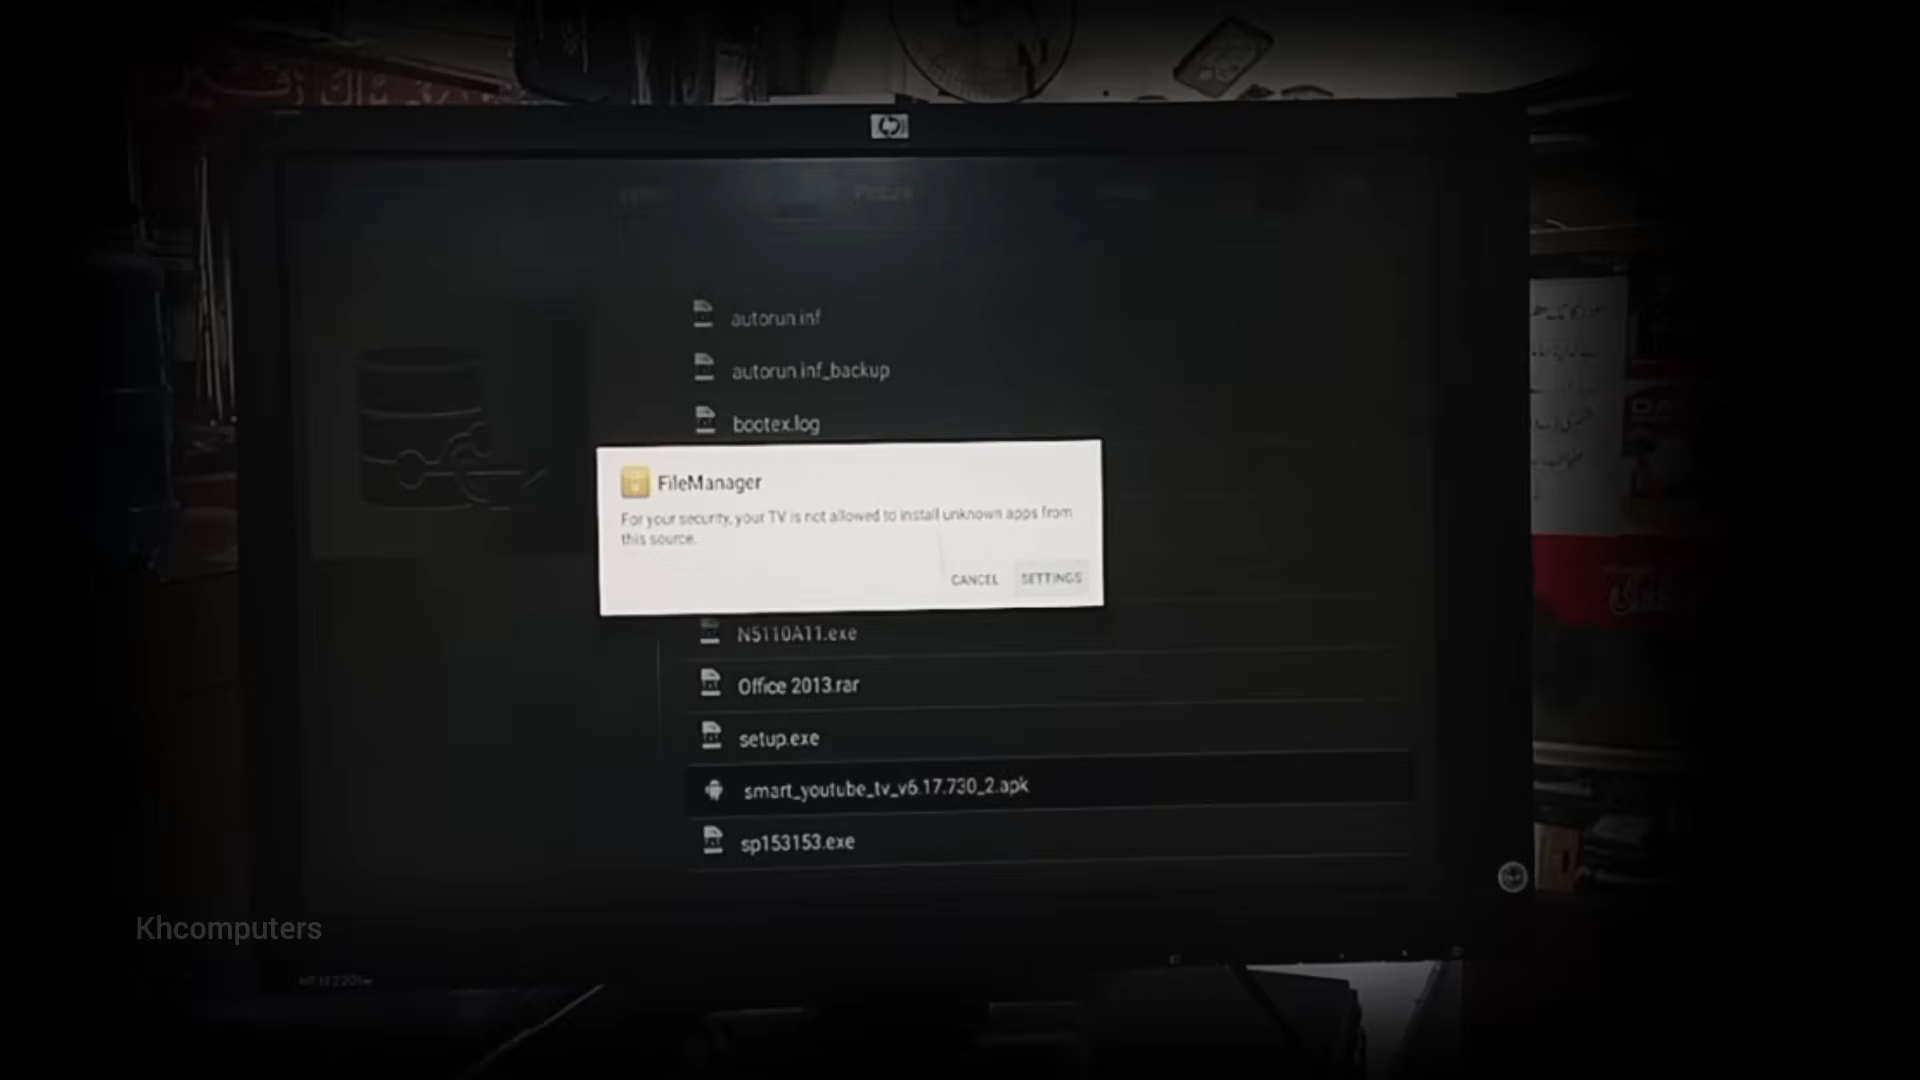 hp
autorun.inf
autorun.inf_backup
bootex.log
FileManager
For your security, your TV is not allowed to install unknown apps from
this source.
CANCEL SETTINGS
N5110A11.exe
Office 2013.rar
setup.exe
smart_youtube_tv_v6.17.730_2.apk
sp153153.exe
Khcomputers